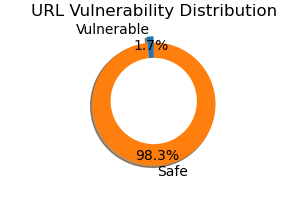 URL Vulnerability Distribution
Vulnerable
1.7%
98.3%
Safe